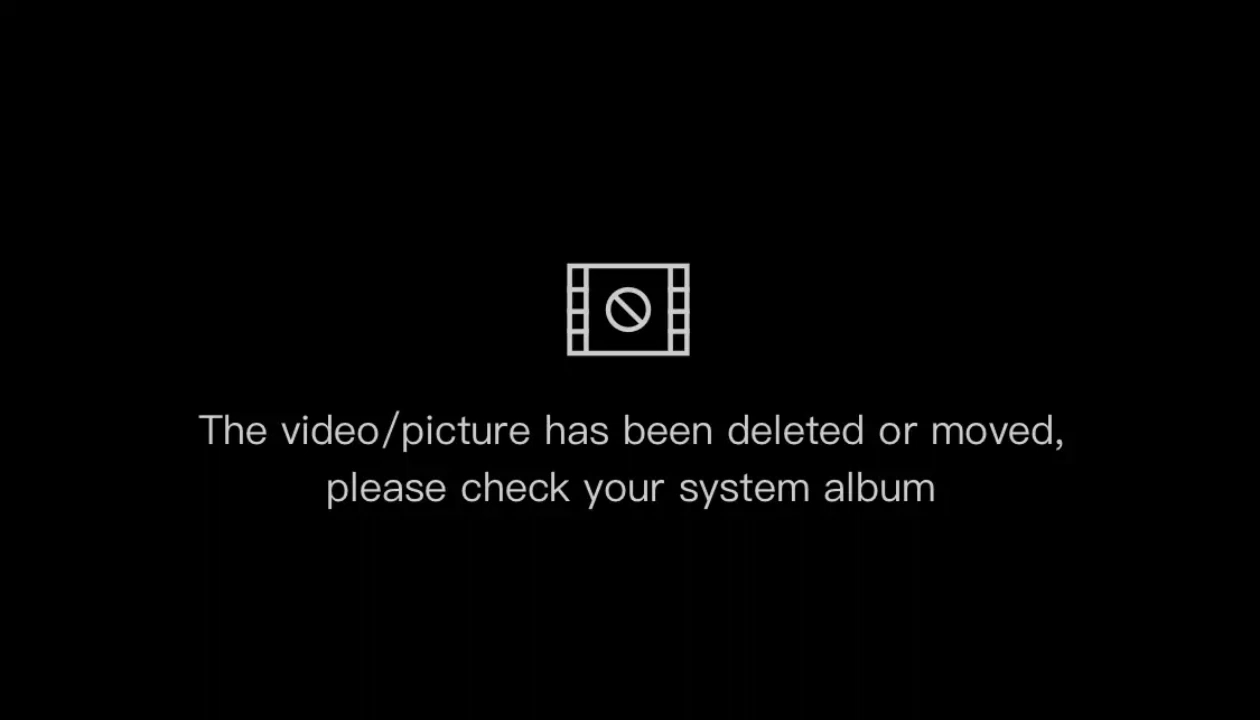 The video/picture has been deleted or moved,
please check your system album